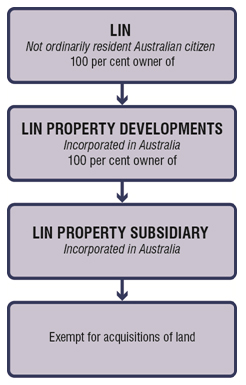 LIN
Not ordinarily resident Australian citizen
100 per cent owner of
LIN PROPERTY DEVELOPMENTS
Incorporated in Australia
100 per cent owner of
LIN PROPERTY SUBSIDIARY
Incorporated in Australia
Exempt for acquisitions of land